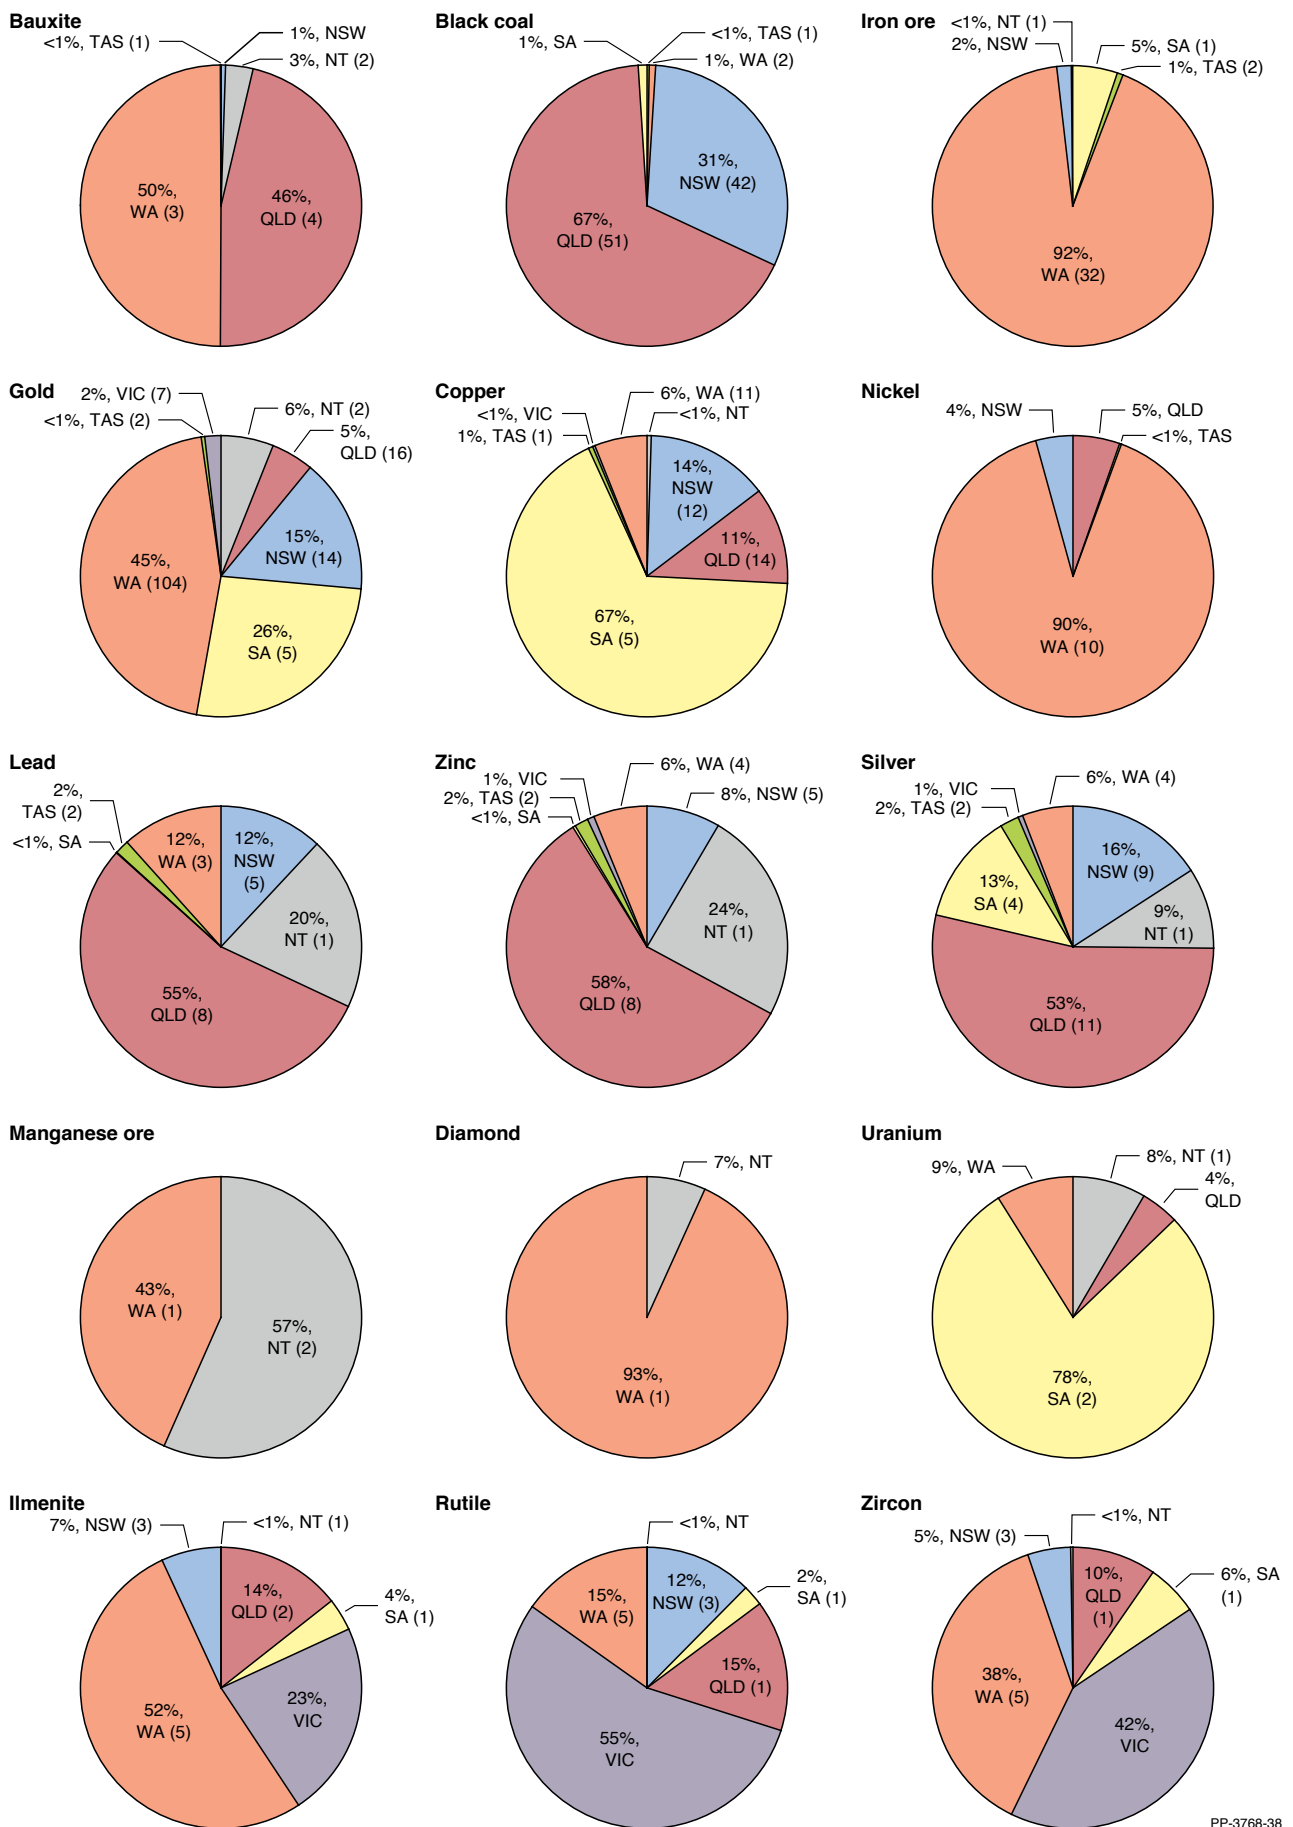 Bauxite
<1%, TAS (1)
1%, NSW
3%, NT (2)
50%,
WA (3)
46%,
QLD (4)
Black coal
1%, SA
<1%, TAS (1)
1%, WA (2)
31%,
NSW (42)
67%,
QLD (51)
Iron ore
<1%, NT (1)
2%, NSW
5%, SA (1)
1%, TAS (2)
92%,
WA (32)
Gold
2%, VIC (7)
<1%, TAS (2)
6%, NT (2)
5%,
QLD (16)
15%,
NSW (14)
45%,
WA (104)
26%,
SA (5)
Copper
6%, WA (11)
<1%, VIC
<1%, NT
1%, TAS (1)
14%,
NSW
(12)
11%,
QLD (14)
67%,
SA (5)
Nickel
4%, NSW
5%, QLD
<1%, TAS
90%,
WA (10)
Lead
2%,
TAS (2)
<1%, SA
12%,
WA (3)
12%,
NSW
(5)
20%,
NT (1)
55%,
QLD (8)
Zinc
6%, WA (4)
1%, VIC
8%, NSW (5)
2%, TAS (2)
<1%, SA
24%,
NT (1)
58%,
QLD (8)
Silver
6%, WA (4)
1%, VIC
2%, TAS (2)
16%,
NSW (9)
13%,
SA (4)
9%,
NT (1)
53%,
QLD (11)
Manganese ore
43%,
WA (1)
57%,
NT (2)
Diamond
7%, NT
93%,
WA (1)
Uranium
9%, WA
8%, NT (1)
4%,
QLD
78%,
SA (2)
Ilmenite
7%, NSW (3)
<1%, NT (1)
14%,
QLD (2)
4%,
SA (1)
52%,
WA (5)
23%,
VIC
Rutile
<1%, NT
15%,
WA (5)
12%,
NSW (3)
2%,
SA (1)
15%,
QLD (1)
55%,
VIC
Zircon
<1%, NT
5%, NSW (3)
10%,
QLD
(1)
6%, SA
(1)
38%,
WA (5)
42%,
VIC
PP-3768-38